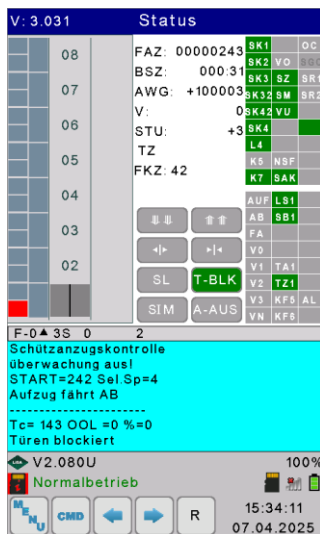 V: 3.031 Status
08
07
06
05
04
03
02
FAZ: 00000243
BSZ: 000:31
AWG: +100003
V: 0
STU: +3
TZ
FKZ: 42
SK1 OC
SK2 VO SGC
SK3 SZ SR1
SK32 SM SR2
SK42 VU
SK4
L4
K5 NSF
K7 SAK
AUF LS1
AB SB1
FA
V0
V1 TA1
V2 TZ1
V3 KF5 AL
VN KF6
SL T-BLK
SIM A-AUS
F-0▲ 3S 0 2
Schützanzugskontrolle
überwachung aus!
START=242 Sel.Sp=4
Aufzug fährt AB
-----------------------
Tc= 143 OOL =0 %=0
Türen blockiert
V2.080U 100%
Normalbetrieb
MENU CMD R
15:34:11
07.04.2025